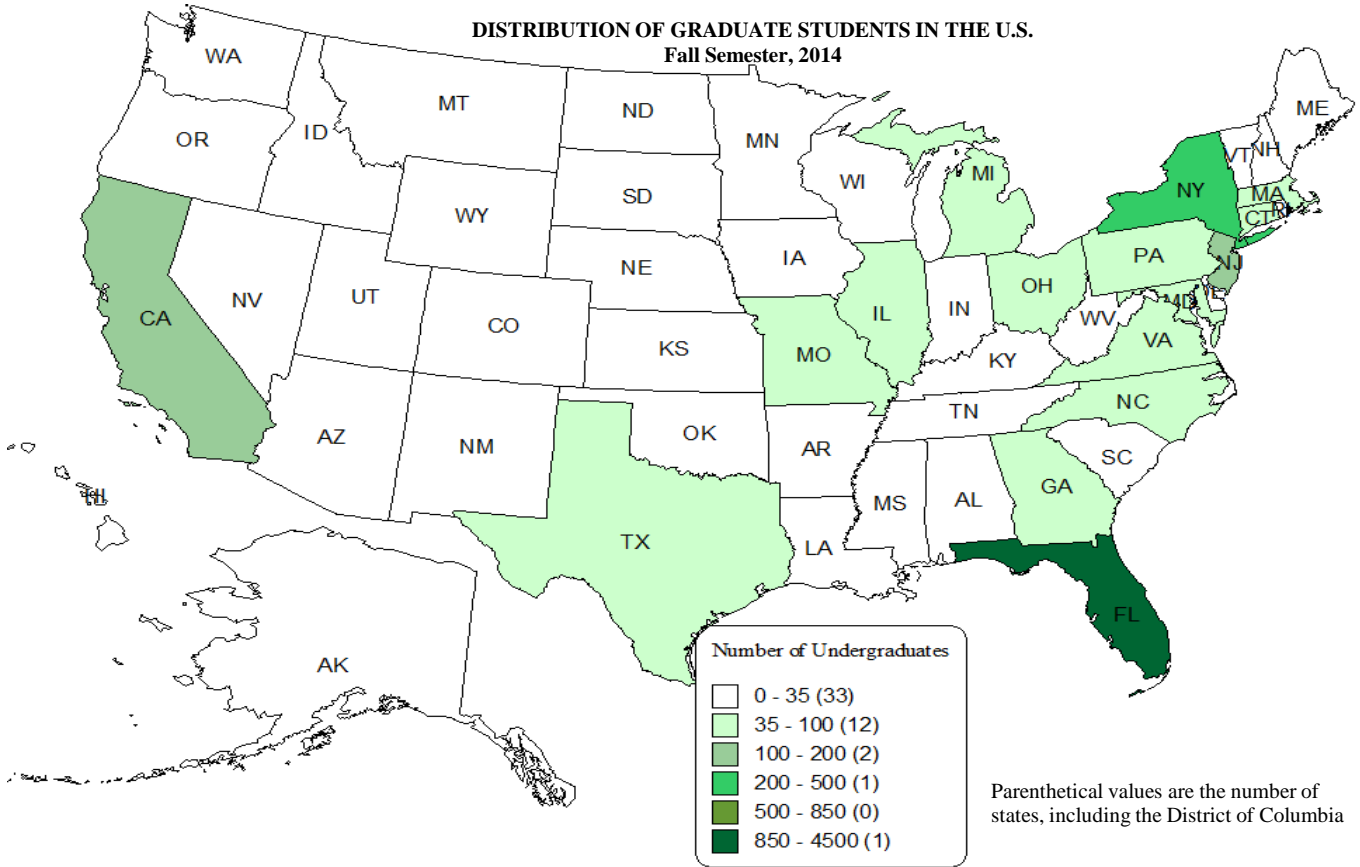 DISTRIBUTION OF GRADUATE STUDENTS IN THE U.S.
Fall Semester, 2014
WA
MT
ND
MN
ME
OR
ID
VT
NH
WI
MI
NY
SD
WY
MA
CT
RI
IA
PA
NE
NJ
NV
UT
OH
IL
IN
MD
CO
WV
CA
VA
KS
MO
KY
NC
TN
OK
AZ
NM
AR
SC
GA
MS
AL
HI
TX
LA
FL
AK
Number of Undergraduates
0 - 35 (33)
35 - 100 (12)
100 - 200 (2)
200 - 500 (1)
500 - 850 (0)
850 - 4500 (1)
Parenthetical values are the number of
states, including the District of Columbia